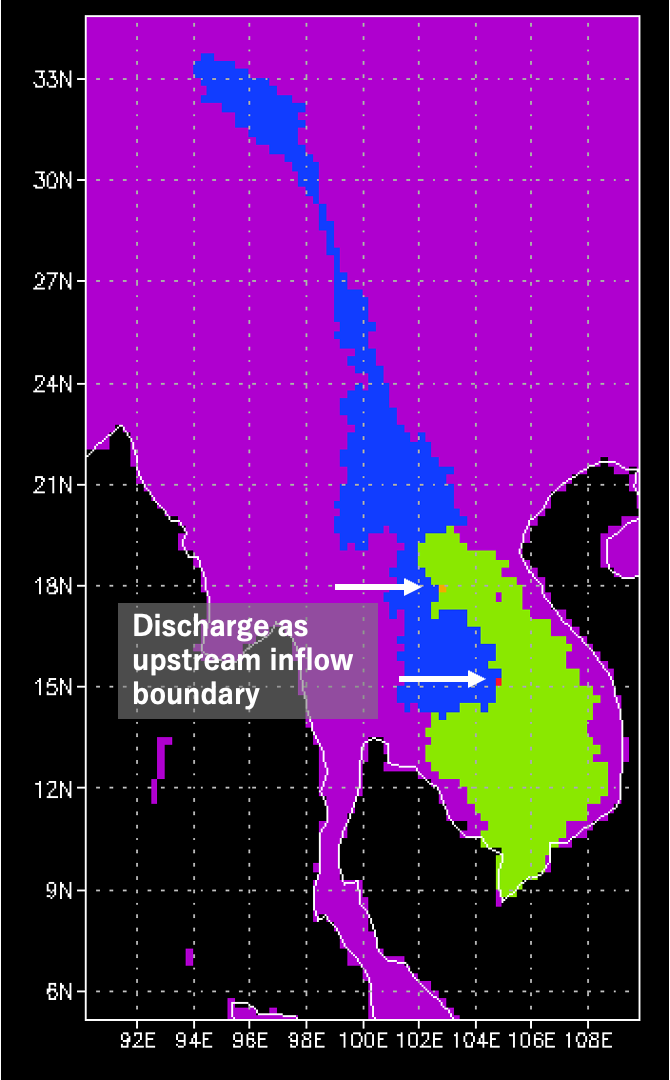 33N
30N
27N
24N
21N
18N
Discharge as
upstream inflow
boundary
15N
12N
9N
6N
92E 94E 96E 98E 100E 102E 104E 106E 108E